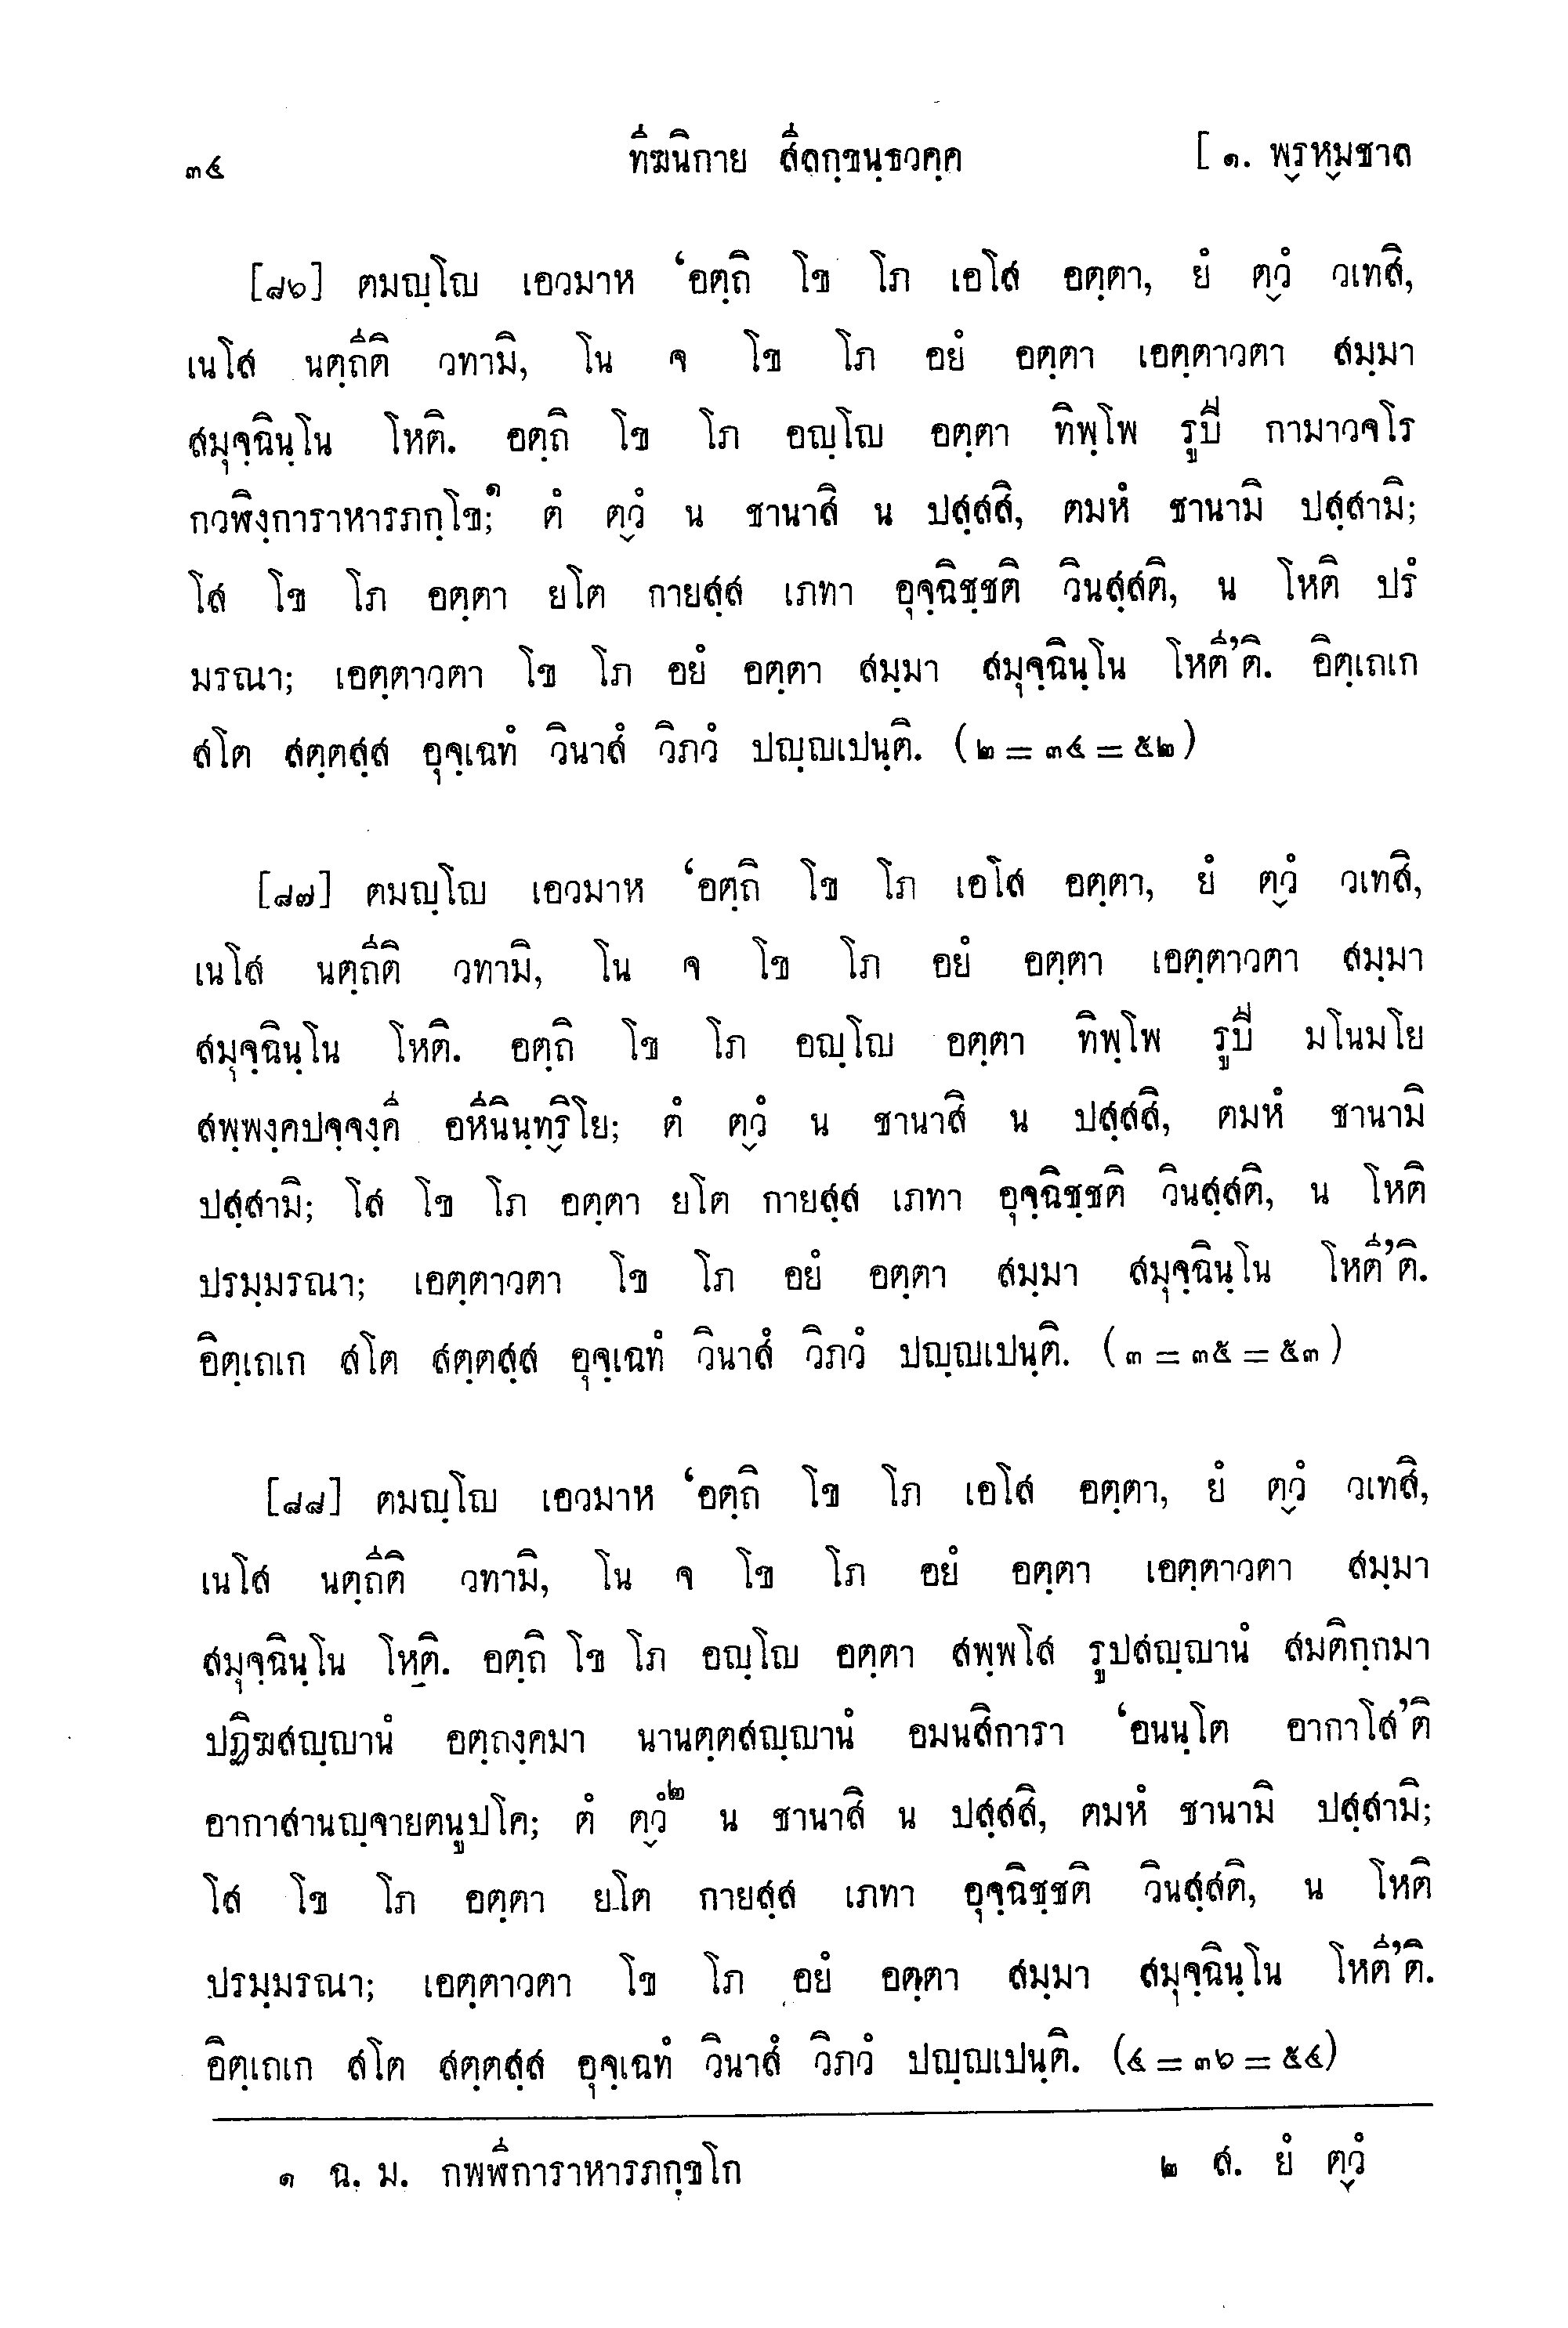 ๓๔ ทีฆนิกาย สีลกฺขนฺธวคฺค [ ๑. พ๎รห๎มชาล
[๘๖] ตมญฺโญ เอวมาห ‘อตฺถิ โข โภ เอโส อตฺตา, ยํ ต๎วํ วเทสิ,
เนโส นตฺถีติ วทามิ, โน จ โข โภ อยํ อตฺตา เอตฺตาวตา สมฺมา
สมุจฺฉินฺโน โหติ. อตฺถิ โข โภ อญฺโญ อตฺตา ทิพฺโพ รูปี กามาวจโร
กวฬิงฺการาหารภกฺโข;๑ ตํ ต๎วํ น ชานาสิ น ปสฺสสิ, ตมหํ ชานามิ ปสฺสามิ;
โส โข โภ อตฺตา ยโต กายสฺส เภทา อุจฺฉิชฺชติ วินสฺสติ, น โหติ ปรํ
มรณา; เอตฺตาวตา โข โภ อยํ อตฺตา สมฺมา สมุจฺฉินฺโน โหตี’ติ. อิตฺเถเก
สโต สตฺตสฺส อุจฺเฉทํ วินาสํ วิภวํ ปญฺญเปนฺติ. (๒ = ๓๔ = ๕๒)
[๘๗] ตมญฺโญ เอวมาห ‘อตฺถิ โข โภ เอโส อตฺตา, ยํ ต๎วํ วเทสิ,
เนโส นตฺถีติ วทามิ, โน จ โข โภ อยํ อตฺตา เอตฺตาวตา สมฺมา
สมุจฺฉินฺโน โหติ. อตฺถิ โข โภ อญฺโญ อตฺตา ทิพฺโพ รูปี มโนมโย
สพฺพงฺคปจฺจงฺคี อหีนินฺท๎ริโย; ตํ ต๎วํ น ชานาสิ น ปสฺสสิ, ตมหํ ชานามิ
ปสฺสามิ; โส โข โภ อตฺตา ยโต กายสฺส เภทา อุจฺฉิชฺชติ วินสฺสติ, น โหติ
ปรมฺมรณา; เอตฺตาวตา โข โภ อยํ อตฺตา สมฺมา สมุจฺฉินฺโน โหตี’ติ.
อิตฺเถเก สโต สตฺตสฺส อุจฺเฉทํ วินาสํ วิภวํ ปญฺญเปนฺติ. (๓ = ๓๕ = ๕๓)
[๘๘] ตมญฺโญ เอวมาห ‘อตฺถิ โข โภ เอโส อตฺตา, ยํ ต๎วํ วเทสิ,
เนโส นตฺถีติ วทามิ, โน จ โข โภ อยํ อตฺตา เอตฺตาวตา สมฺมา
สมุจฺฉินฺโน โหติ. อตฺถิ โข โภ อญฺโญ อตฺตา สพฺพโส รูปสญฺญานํ สมติกฺกมา
ปฏิฆสญฺญานํ อตฺถงฺคมา นานตฺตสญฺญานํ อมนสิการา ‘อนนฺโต อากาโส’ติ
อากาสานญฺจายตนูปโค; ตํ ต๎วํ๒ น ชานาสิ น ปสฺสสิ, ตมหํ ชานามิ ปสฺสามิ;
โส โข โภ อตฺตา ยโต กายสฺส เภทา อุจฺฉิชฺชติ วินสฺสติ, น โหติ
ปรมฺมรณา; เอตฺตาวตา โข โภ อยํ อตฺตา สมฺมา สมุจฺฉินฺโน โหตี’ติ.
อิตฺเถเก สโต สตฺตสฺส อุจฺเฉทํ วินาสํ วิภวํ ปญฺญเปนฺติ. (๔ = ๓๖ = ๕๔)
๑ ฉ. ม. กพฬีการาหารภกฺขโก ๒ ส. ยํ ต๎วํ